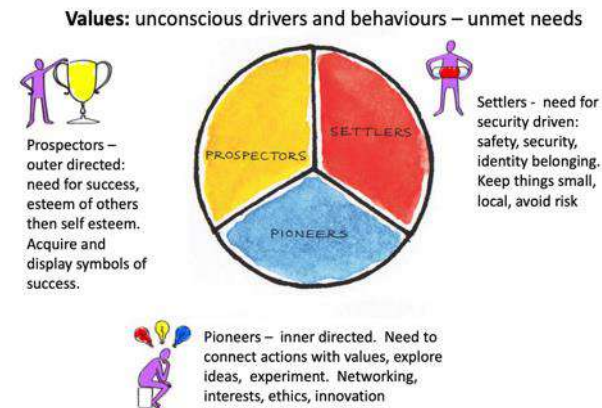 Values: unconscious drivers and behaviours – unmet needs
Prospectors –
outer directed:
need for success,
esteem of others
then self esteem.
Acquire and
display symbols of
success.
PROSPECTORS
SETTLERS
PIONEERS
Settlers - need for
security driven:
safety, security,
identity belonging.
Keep things small,
local, avoid risk
Pioneers – inner directed. Need to
connect actions with values, explore
ideas, experiment. Networking,
interests, ethics, innovation